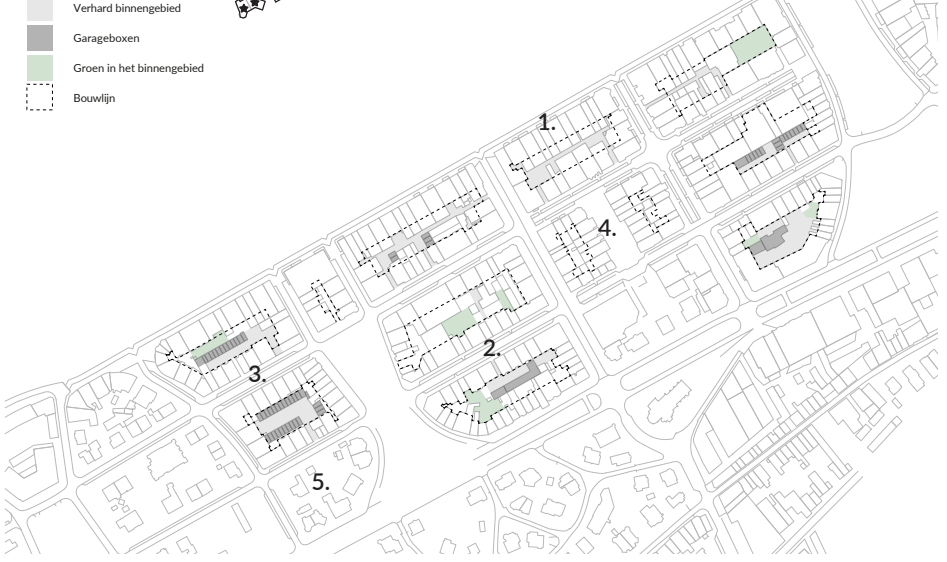 Verhard binnengebied
Garageboxen
Groen in het binnengebied
Bouwlijn
1.
4.
2.
3.
5.